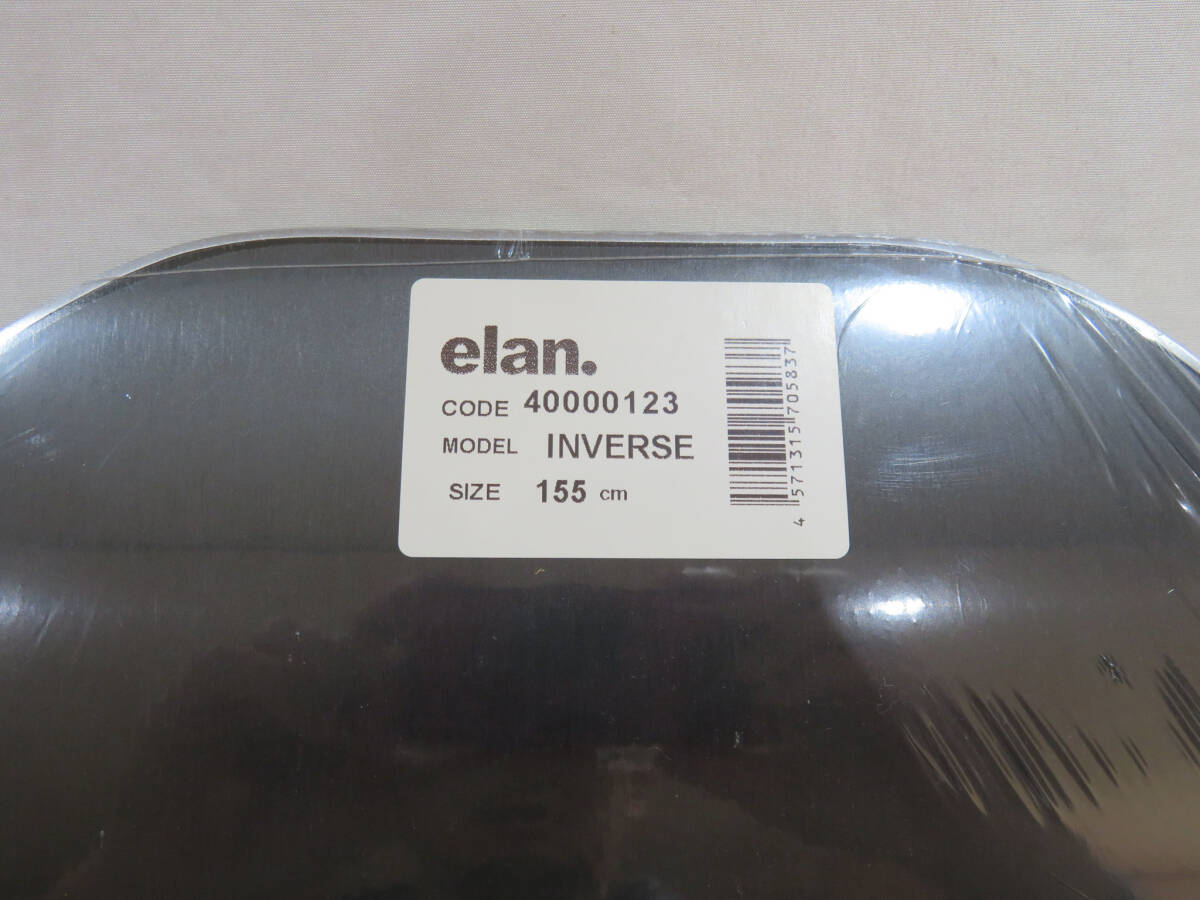 elan.
CODE 40000123
MODEL INVERSE
SIZE 155 cm
4 571315 705837